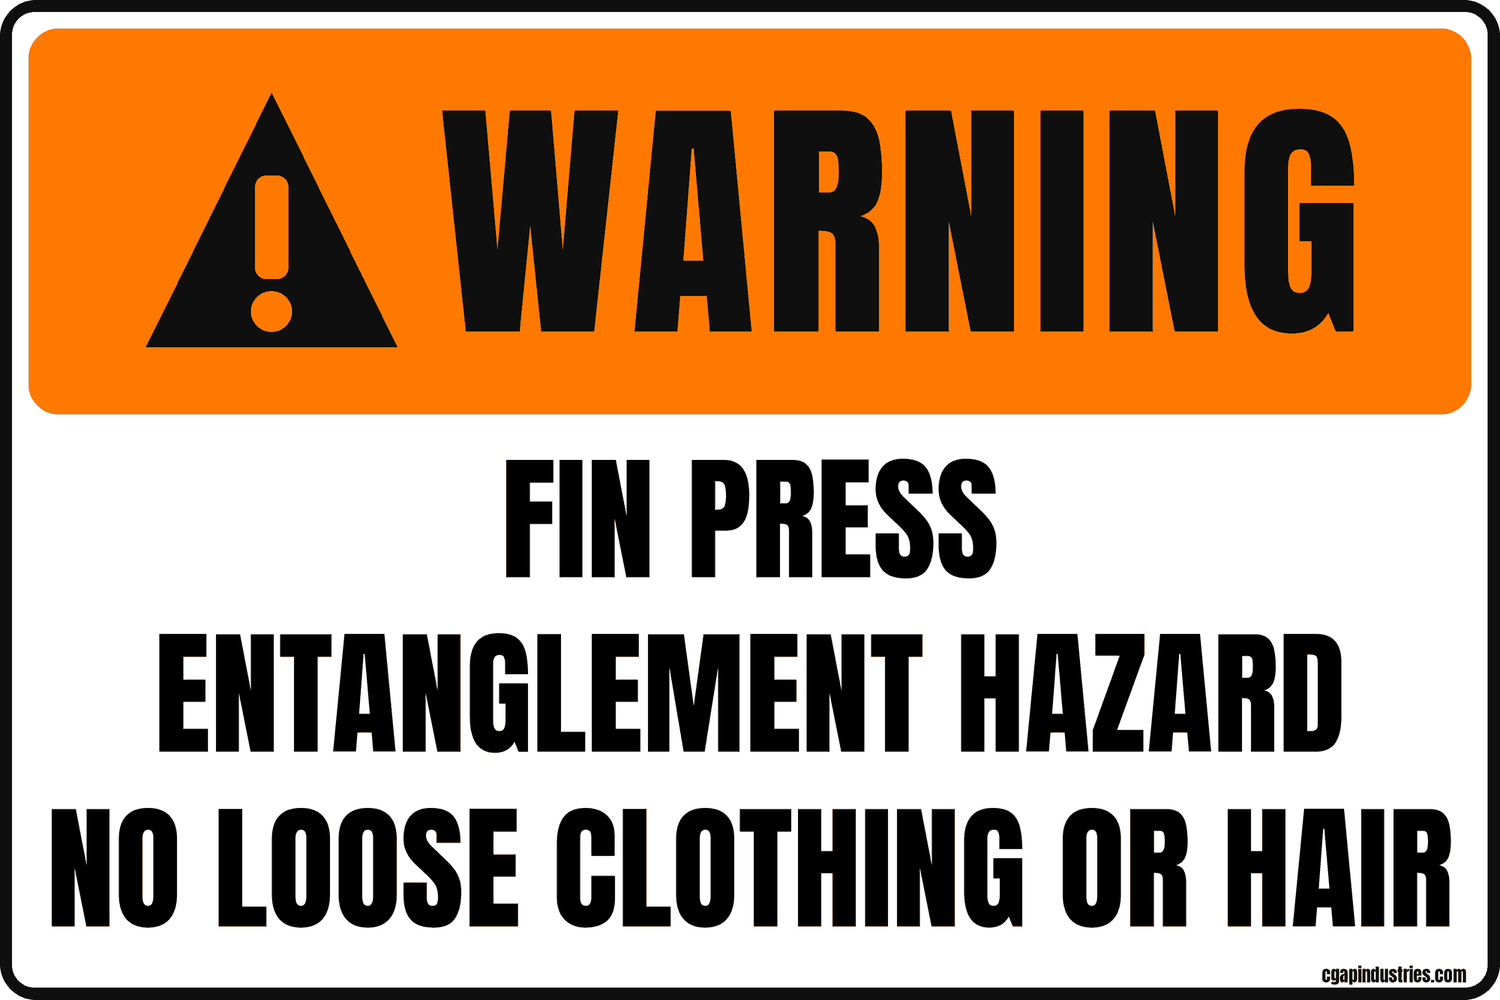 WARNING
FIN PRESS
ENTANGLEMENT HAZARD
NO LOOSE CLOTHING OR HAIR
cgapindustries.com